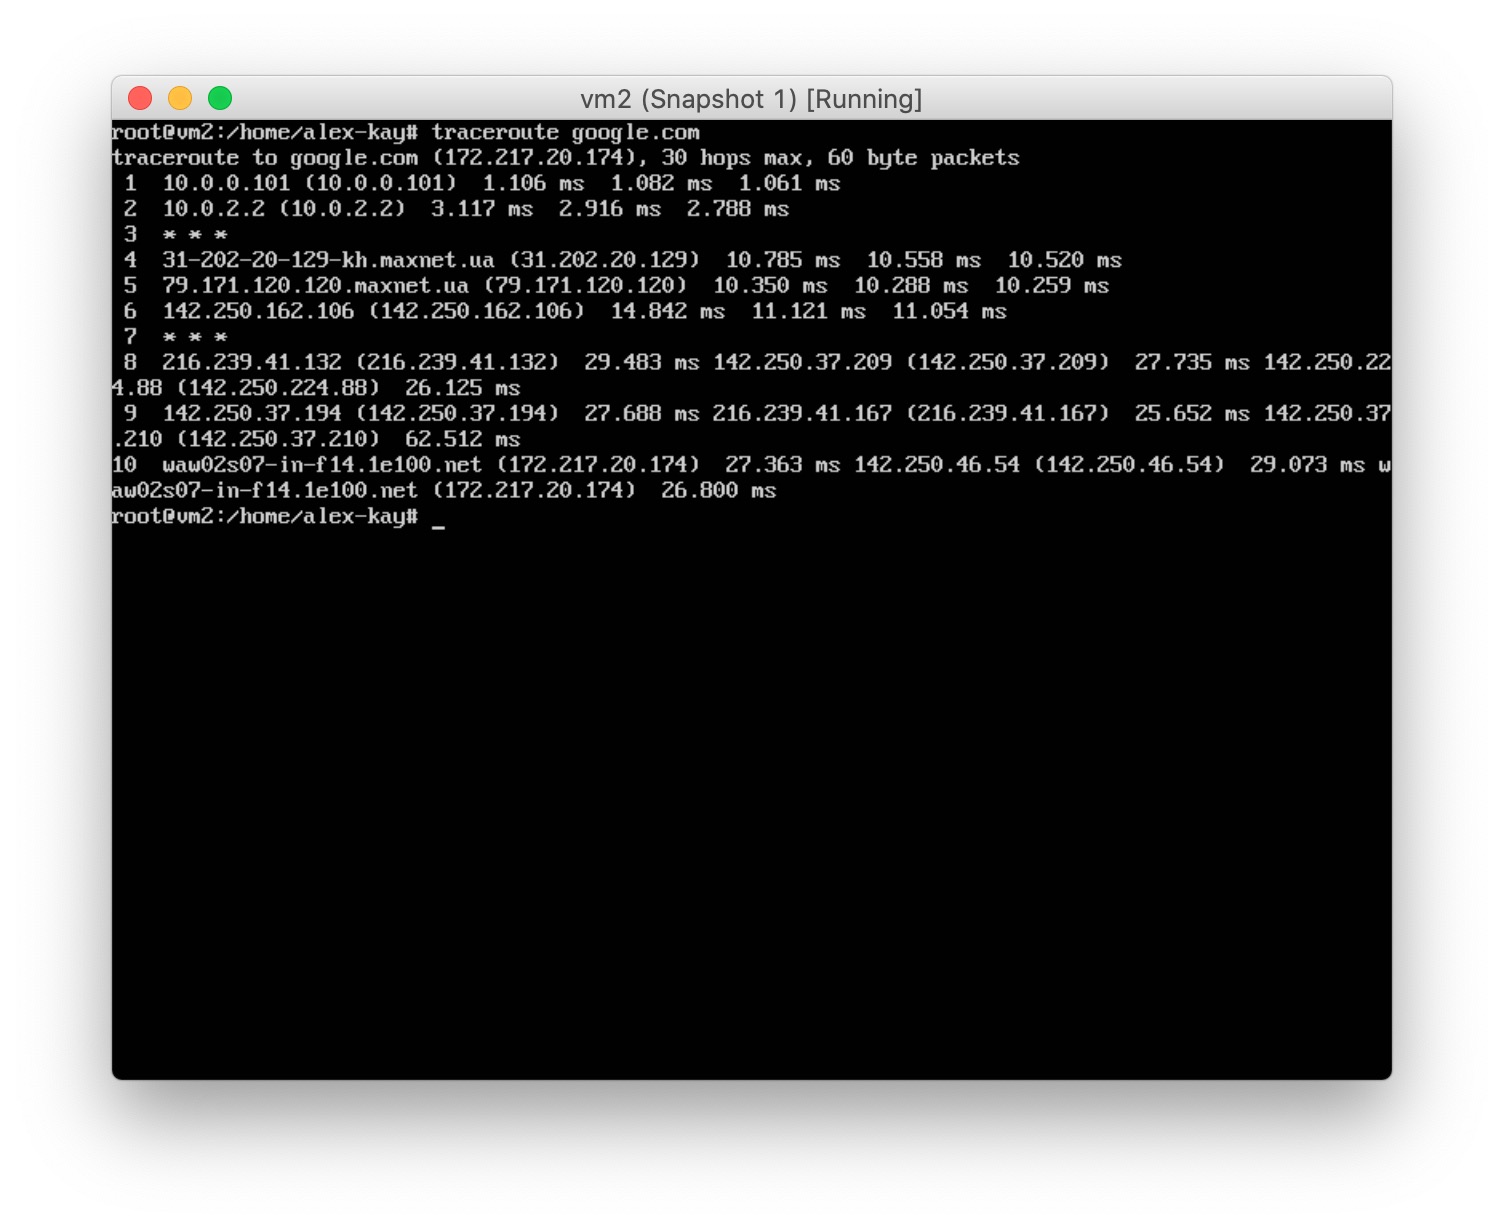 vm2 (Snapshot 1) [Running]
root@vm2:/home/alex-kay# traceroute google.com
traceroute to google.com (172.217.20.174), 30 hops max, 60 byte packets
 1  10.0.0.101 (10.0.0.101)  1.106 ms  1.082 ms  1.061 ms
 2  10.0.2.2 (10.0.2.2)  3.117 ms  2.916 ms  2.788 ms
 3  * * *
 4  31-202-20-129-kh.maxnet.ua (31.202.20.129)  10.785 ms  10.558 ms  10.520 ms
 5  79.171.120.120.maxnet.ua (79.171.120.120)  10.350 ms  10.288 ms  10.259 ms
 6  142.250.162.106 (142.250.162.106)  14.842 ms  11.121 ms  11.054 ms
 7  * * *
 8  216.239.41.132 (216.239.41.132)  29.483 ms 142.250.37.209 (142.250.37.209)  27.735 ms 142.250.22
4.88 (142.250.224.88)  26.125 ms
 9  142.250.37.194 (142.250.37.194)  27.688 ms 216.239.41.167 (216.239.41.167)  25.652 ms 142.250.37
.210 (142.250.37.210)  62.512 ms
10  waw02s07-in-f14.1e100.net (172.217.20.174)  27.363 ms 142.250.46.54 (142.250.46.54)  29.073 ms w
aw02s07-in-f14.1e100.net (172.217.20.174)  26.800 ms
root@vm2:/home/alex-kay# _